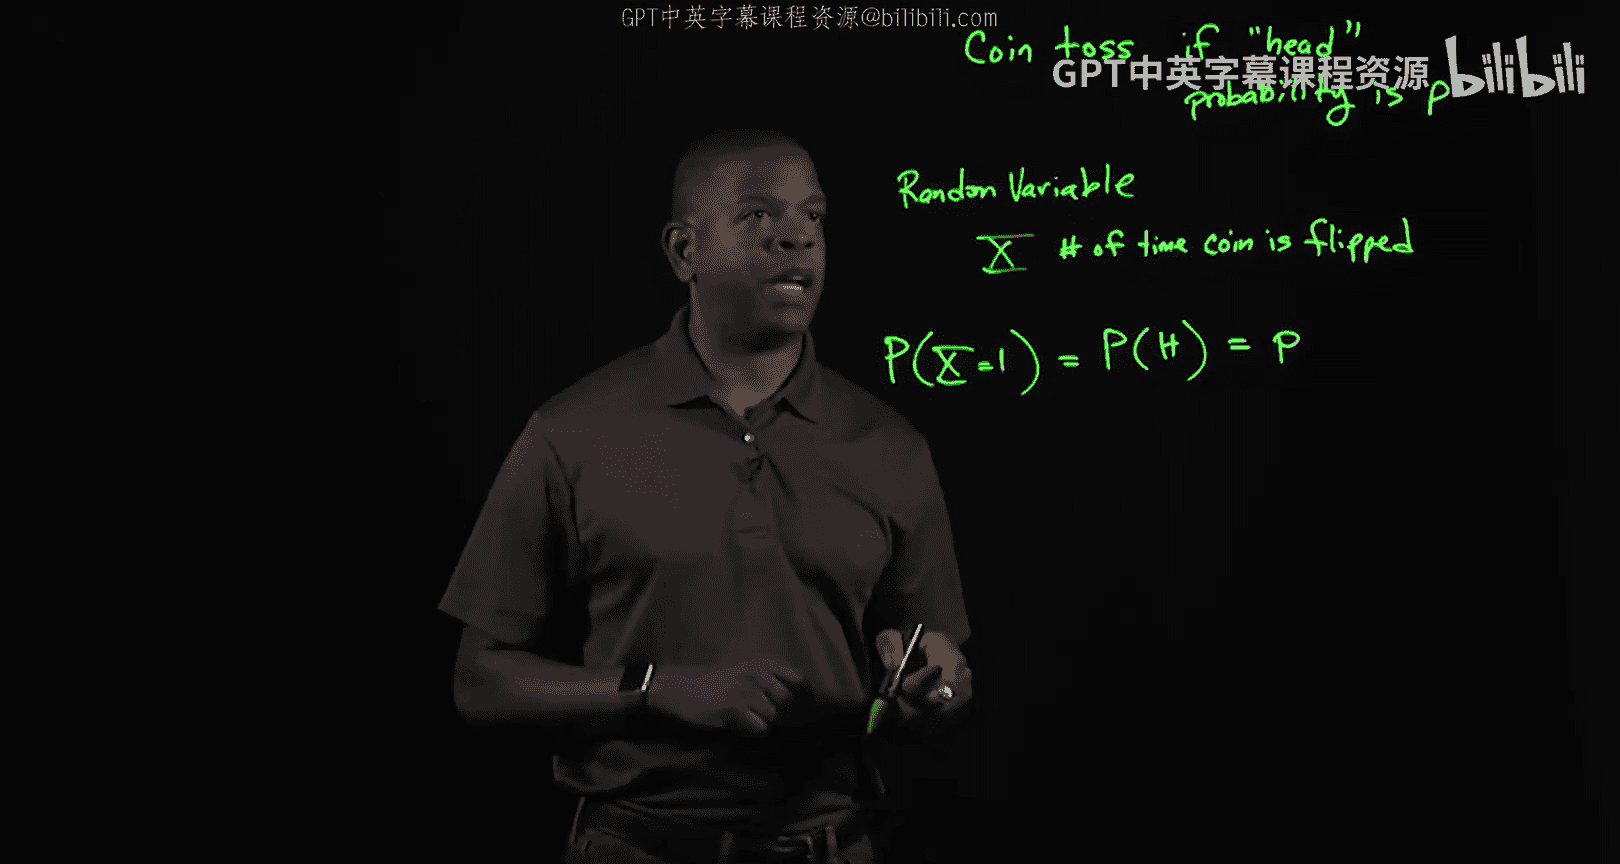 GPT中英字幕课程资源@bilibili.com
Coin toss if "head"
GPT中英字幕课程资源 bilibili
probability is p
Random Variable
X # of time coin is flipped
P(X=1) = P(H) = p